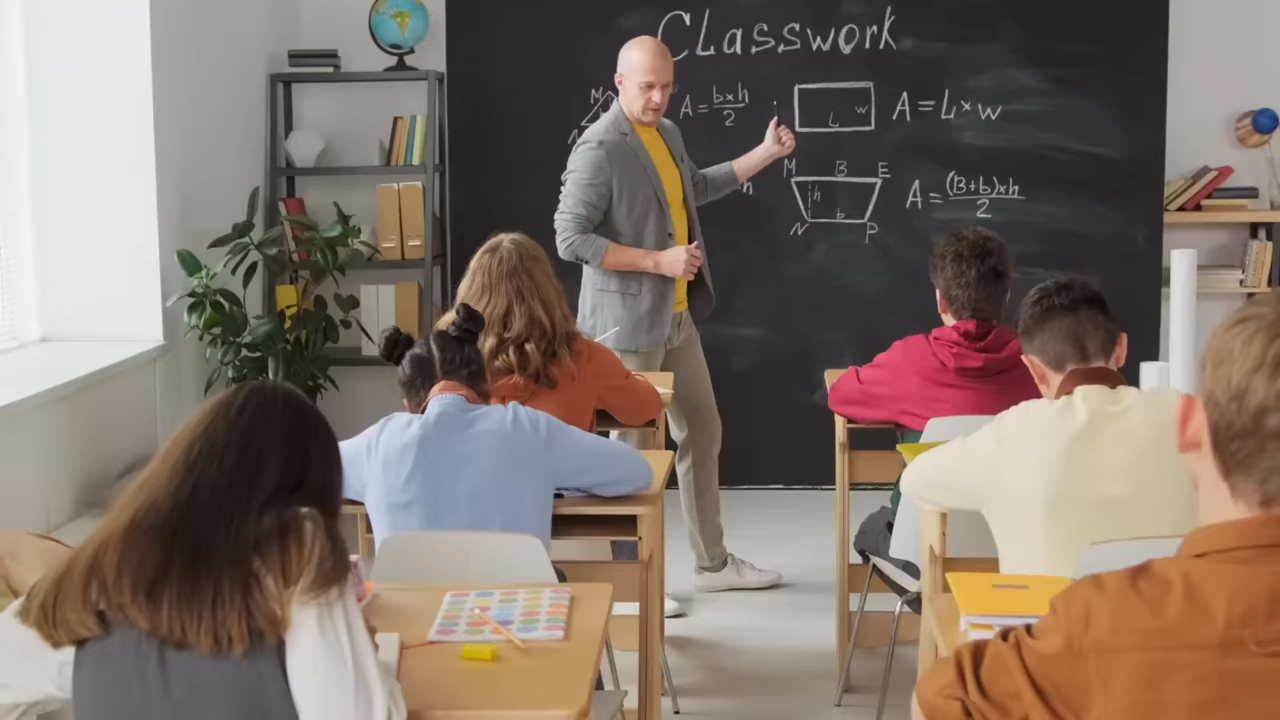 Classwork
M
A = b×h
2
L
w
A = L×w
h
M B E
h
b
N P
A = (B+b)×h
2